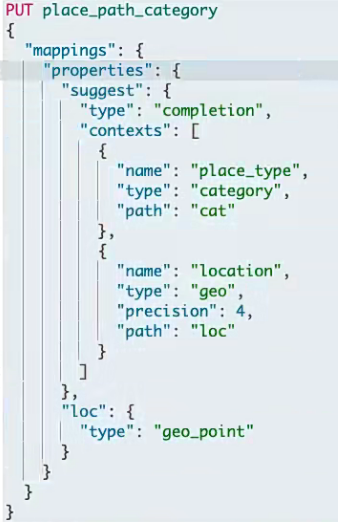 PUT place_path_category
{
  "mappings": {
    "properties": {
      "suggest": {
        "type": "completion",
        "contexts": [
          {
            "name": "place_type",
            "type": "category",
            "path": "cat"
          },
          {
            "name": "location",
            "type": "geo",
            "precision": 4,
            "path": "loc"
          }
        ]
      },
      "loc": {
        "type": "geo_point"
      }
    }
  }
}